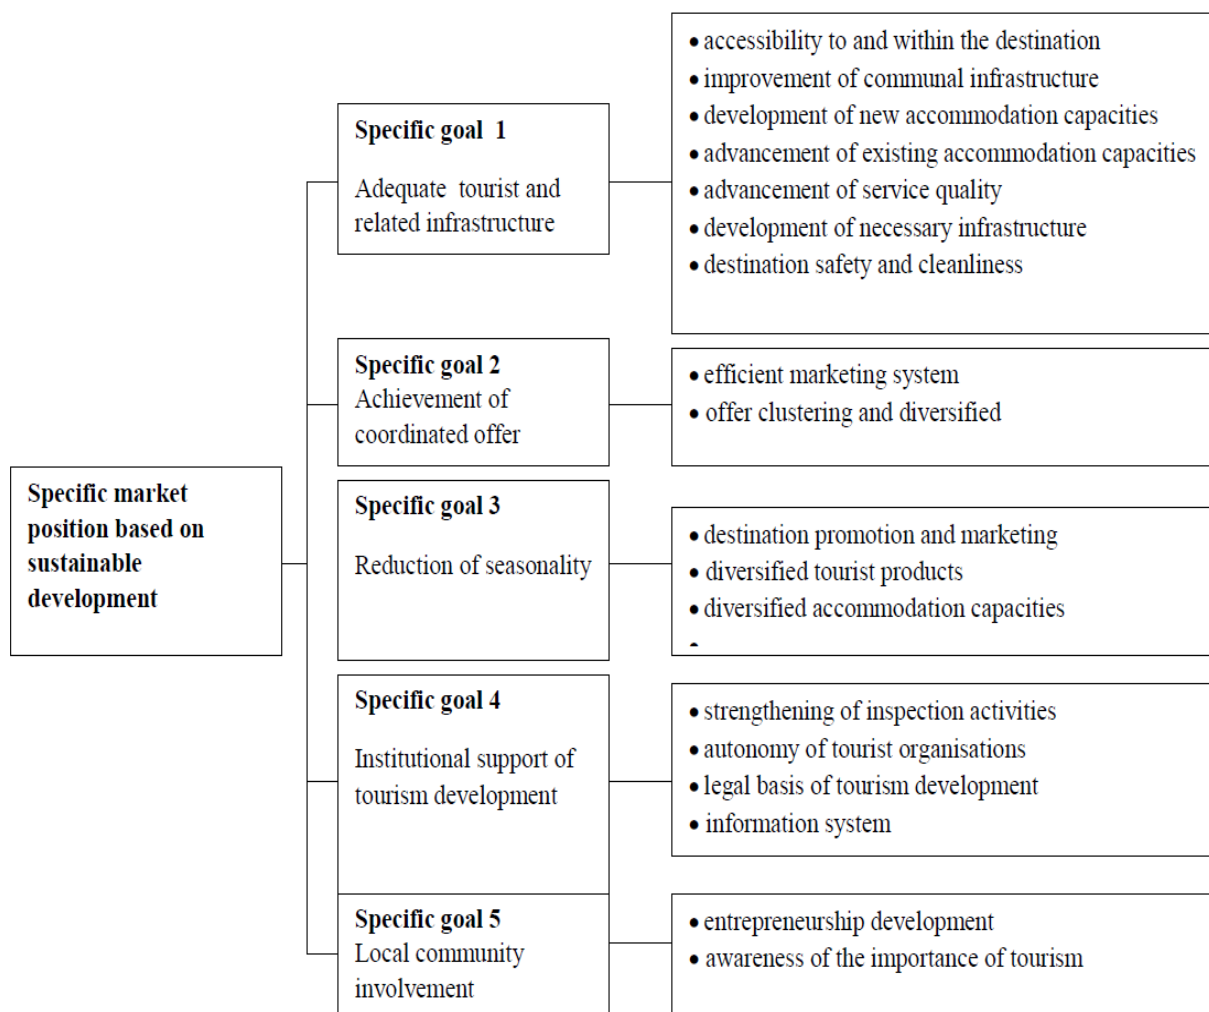 Specific market
position based on
sustainable
development
Specific goal 1
Adequate tourist and
related infrastructure
• accessibility to and within the destination
• improvement of communal infrastructure
• development of new accommodation capacities
• advancement of existing accommodation capacities
• advancement of service quality
• development of necessary infrastructure
• destination safety and cleanliness
Specific goal 2
Achievement of
coordinated offer
• efficient marketing system
• offer clustering and diversified
Specific goal 3
Reduction of seasonality
• destination promotion and marketing
• diversified tourist products
• diversified accommodation capacities
•
Specific goal 4
Institutional support of
tourism development
• strengthening of inspection activities
• autonomy of tourist organisations
• legal basis of tourism development
• information system
Specific goal 5
Local community
involvement
• entrepreneurship development
• awareness of the importance of tourism